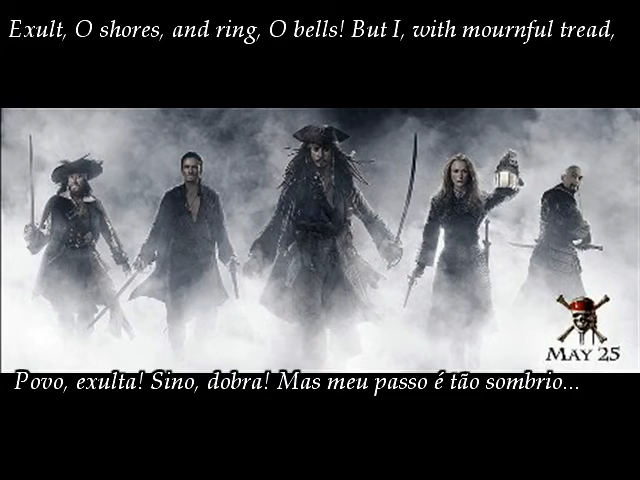 Exult, O shores, and ring, O bells! But I, with mournful tread,
MAY 25
Povo, exulta! Sino, dobra! Mas meu passo é tão sombrio...